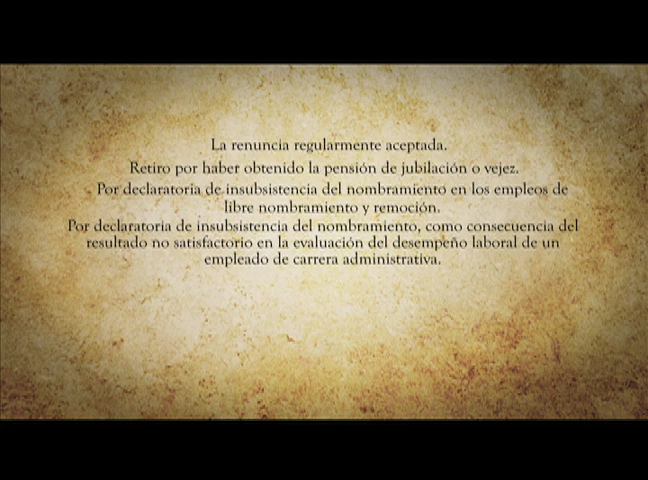 La renuncia regularmente aceptada.
Retiro por haber obtenido la pensión de jubilación o vejez.
Por declaratoria de insubsistencia del nombramiento en los empleos de
libre nombramiento y remoción.
Por declaratoria de insubsistencia del nombramiento, como consecuencia del
resultado no satisfactorio en la evaluación del desempeño laboral de un
empleado de carrera administrativa.